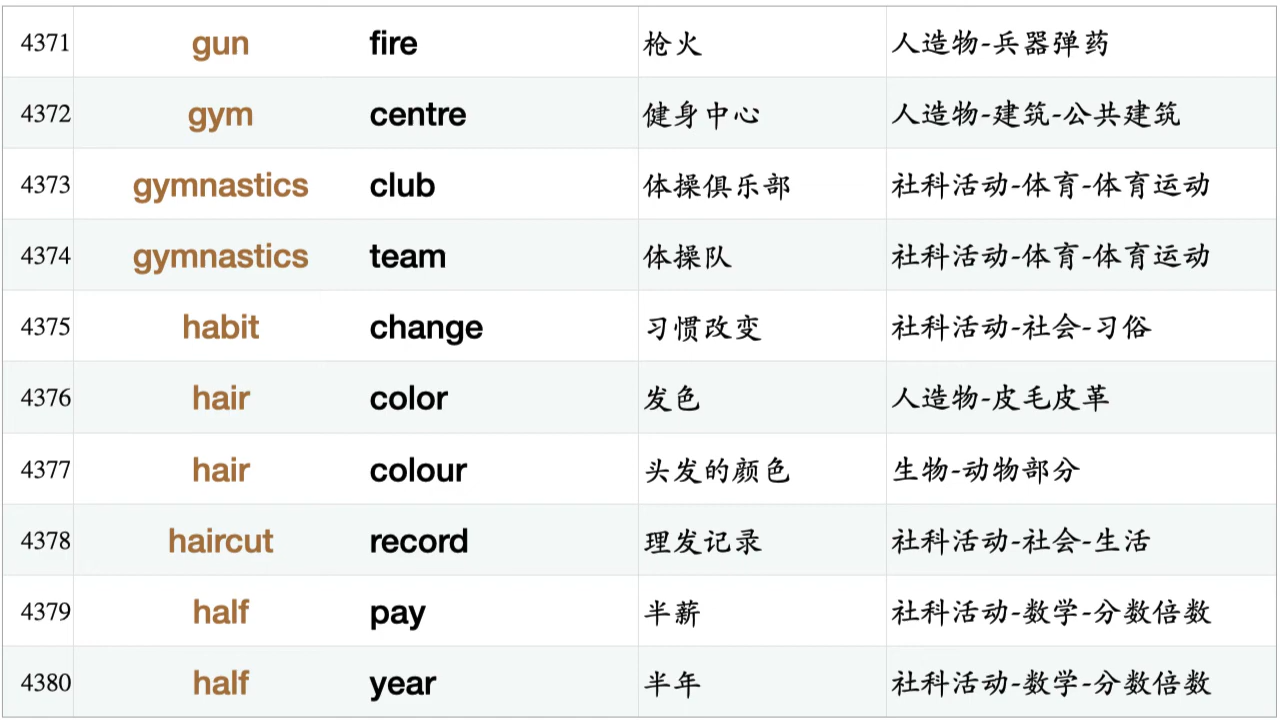 4371 gun fire 枪火 人造物-兵器弹药
4372 gym centre 健身中心 人造物-建筑-公共建筑
4373 gymnastics club 体操俱乐部 社科活动-体育-体育运动
4374 gymnastics team 体操队 社科活动-体育-体育运动
4375 habit change 习惯改变 社科活动-社会-习俗
4376 hair color 发色 人造物-皮毛皮革
4377 hair colour 头发的颜色 生物-动物部分
4378 haircut record 理发记录 社科活动-社会-生活
4379 half pay 半薪 社科活动-数学-分数倍数
4380 half year 半年 社科活动-数学-分数倍数